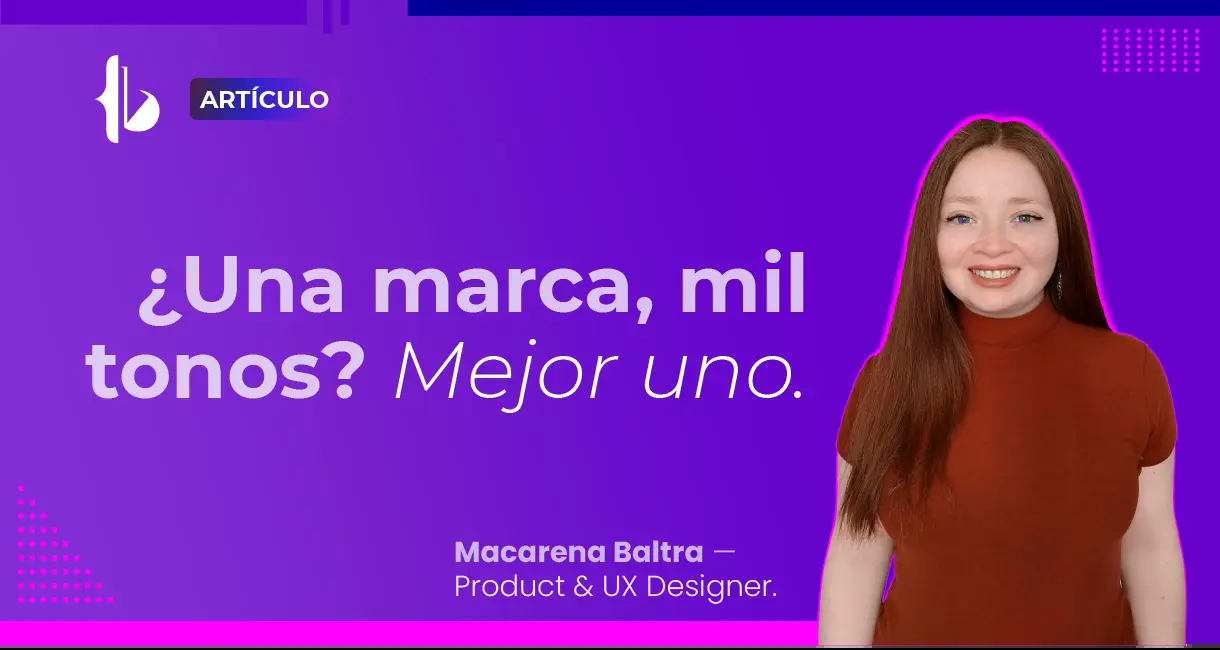 ARTÍCULO
¿Una marca, mil
tonos? Mejor uno.
Macarena Baltra —
Product & UX Designer.